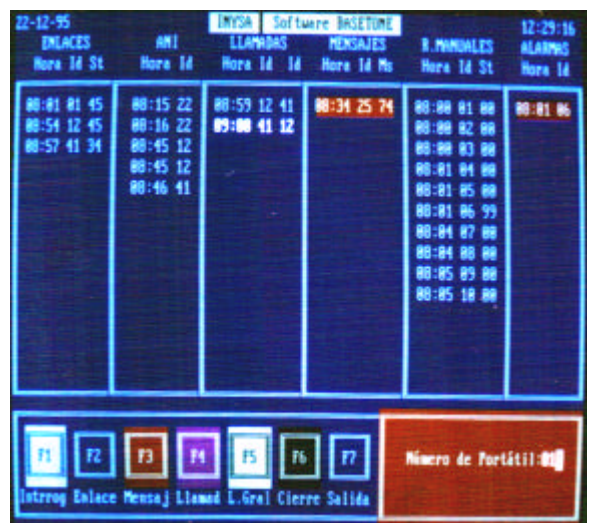 22-12-95 INYSA Software BASETONE 12:29:16
ENLACES ANI LLAMADAS MENSAJES R.MANUALES ALARMAS
Hora Id St Hora Id Hora Id Id Hora Id Ms Hora Id St Hora Id
08:01 01 45 08:15 22 08:59 12 41 08:34 25 74 08:00 01 00 08:01 06
08:54 12 45 08:16 22 09:00 41 12 08:00 02 00
08:57 41 34 08:45 12 08:00 03 00
08:45 12 08:01 04 00
08:46 41 08:01 05 00
08:01 06 99
08:04 07 00
08:04 08 00
08:05 09 00
08:05 10 00
F1 F2 F3 F4 F5 F6 F7
Intrrog Enlace Mensaj Llamad L.Gral Cierre Salida
Número de Portátil:01